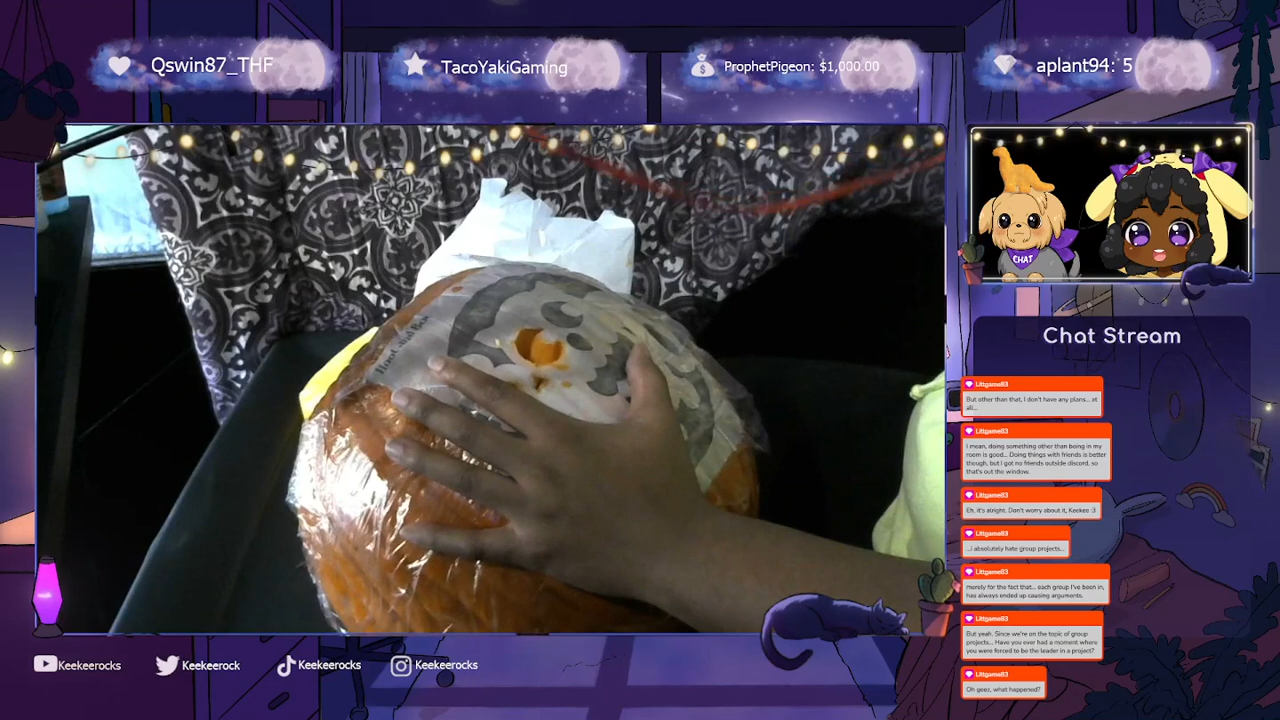 Qswin87_THF
TacoYakiGaming
ProphetPigeon: $1,000.00
aplant94: 5
CHAT
Chat Stream
Littgame83
But other than that, I don't have any plans... at
all...
Littgame83
I mean, doing something other than being in my
room is good... Doing things with friends is better
though, but I got no friends outside discord, so
that's out the window.
Littgame83
Eh, it's alright. Don't worry about it, Keekee :3
Littgame83
...I absolutely hate group projects...
Littgame83
merely for the fact that... each group I've been in,
has always ended up causing arguments.
Littgame83
But yeah. Since we're on the topic of group
projects... Have you ever had a moment where
you were forced to be the leader in a project?
Littgame83
Oh geez, what happened?
Keekeerocks
Keekeerock
Keekeerocks
Keekeerocks